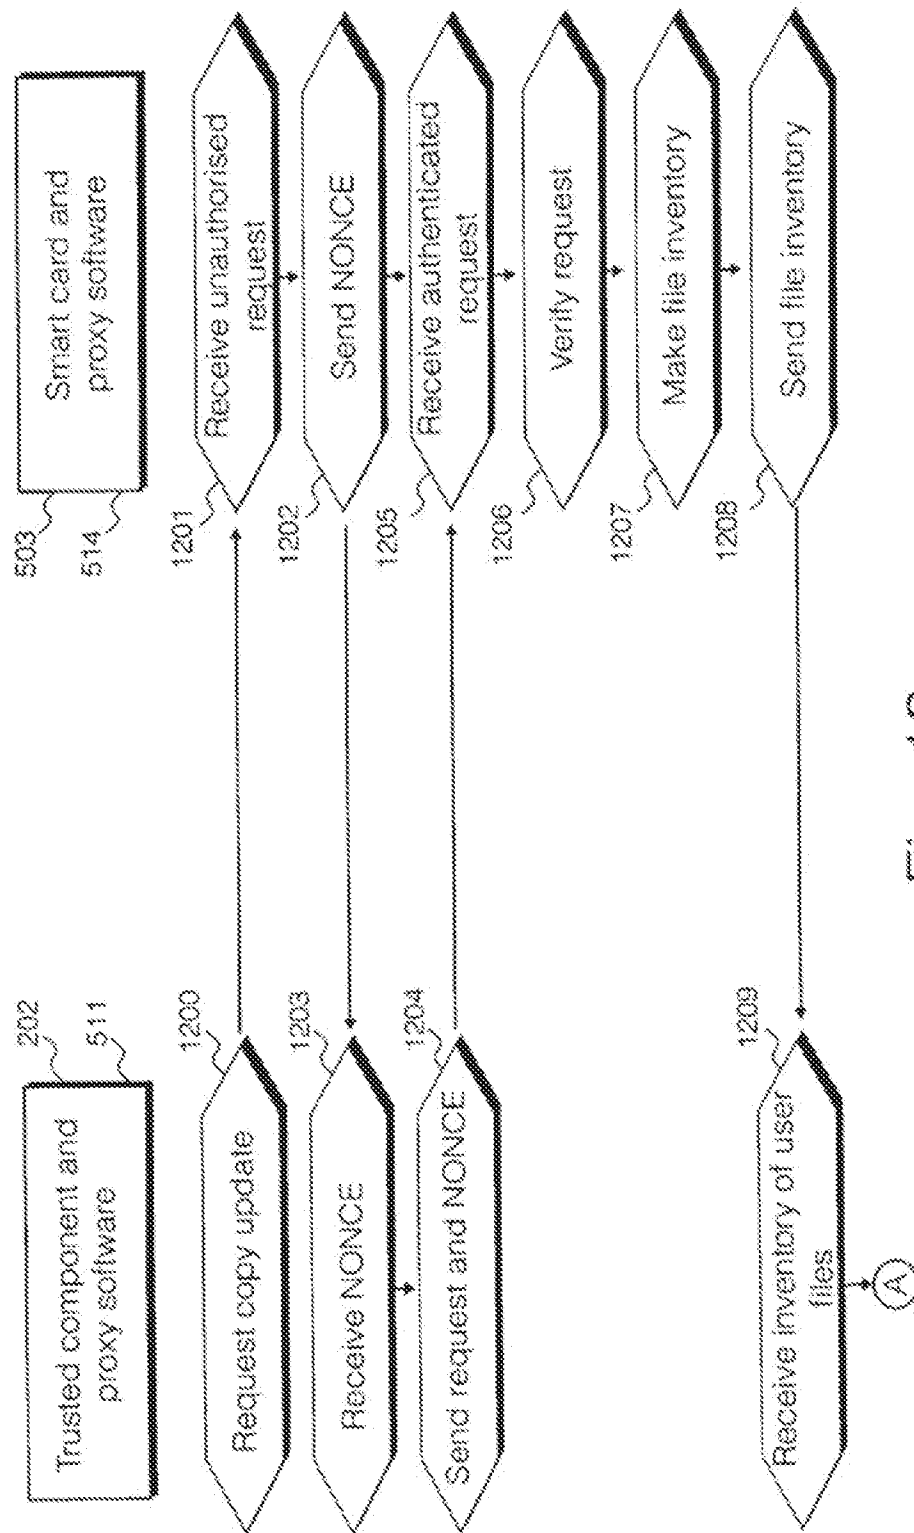 Trusted component and
proxy software
202
511
Smart card and
proxy software
503
514
Request copy update
1200
Receive unauthorised
request
1201
Send NONCE
1202
Receive NONCE
1203
Send request and NONCE
1204
Receive authenticated
request
1205
Verify request
1206
Make file inventory
1207
Send file inventory
1208
Receive inventory of user
files
1209
A